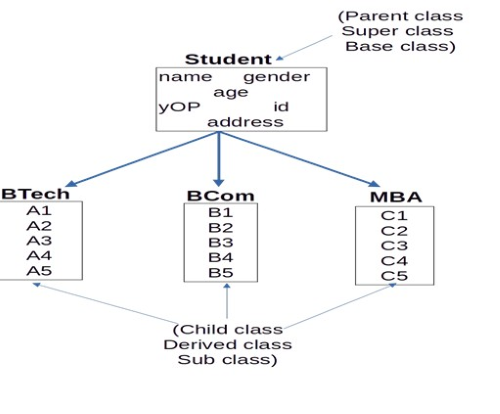 (Parent class
Super class
Base class)
Student
name gender
age
yOP id
address
BTech
A1
A2
A3
A4
A5
BCom
B1
B2
B3
B4
B5
MBA
C1
C2
C3
C4
C5
(Child class
Derived class
Sub class)